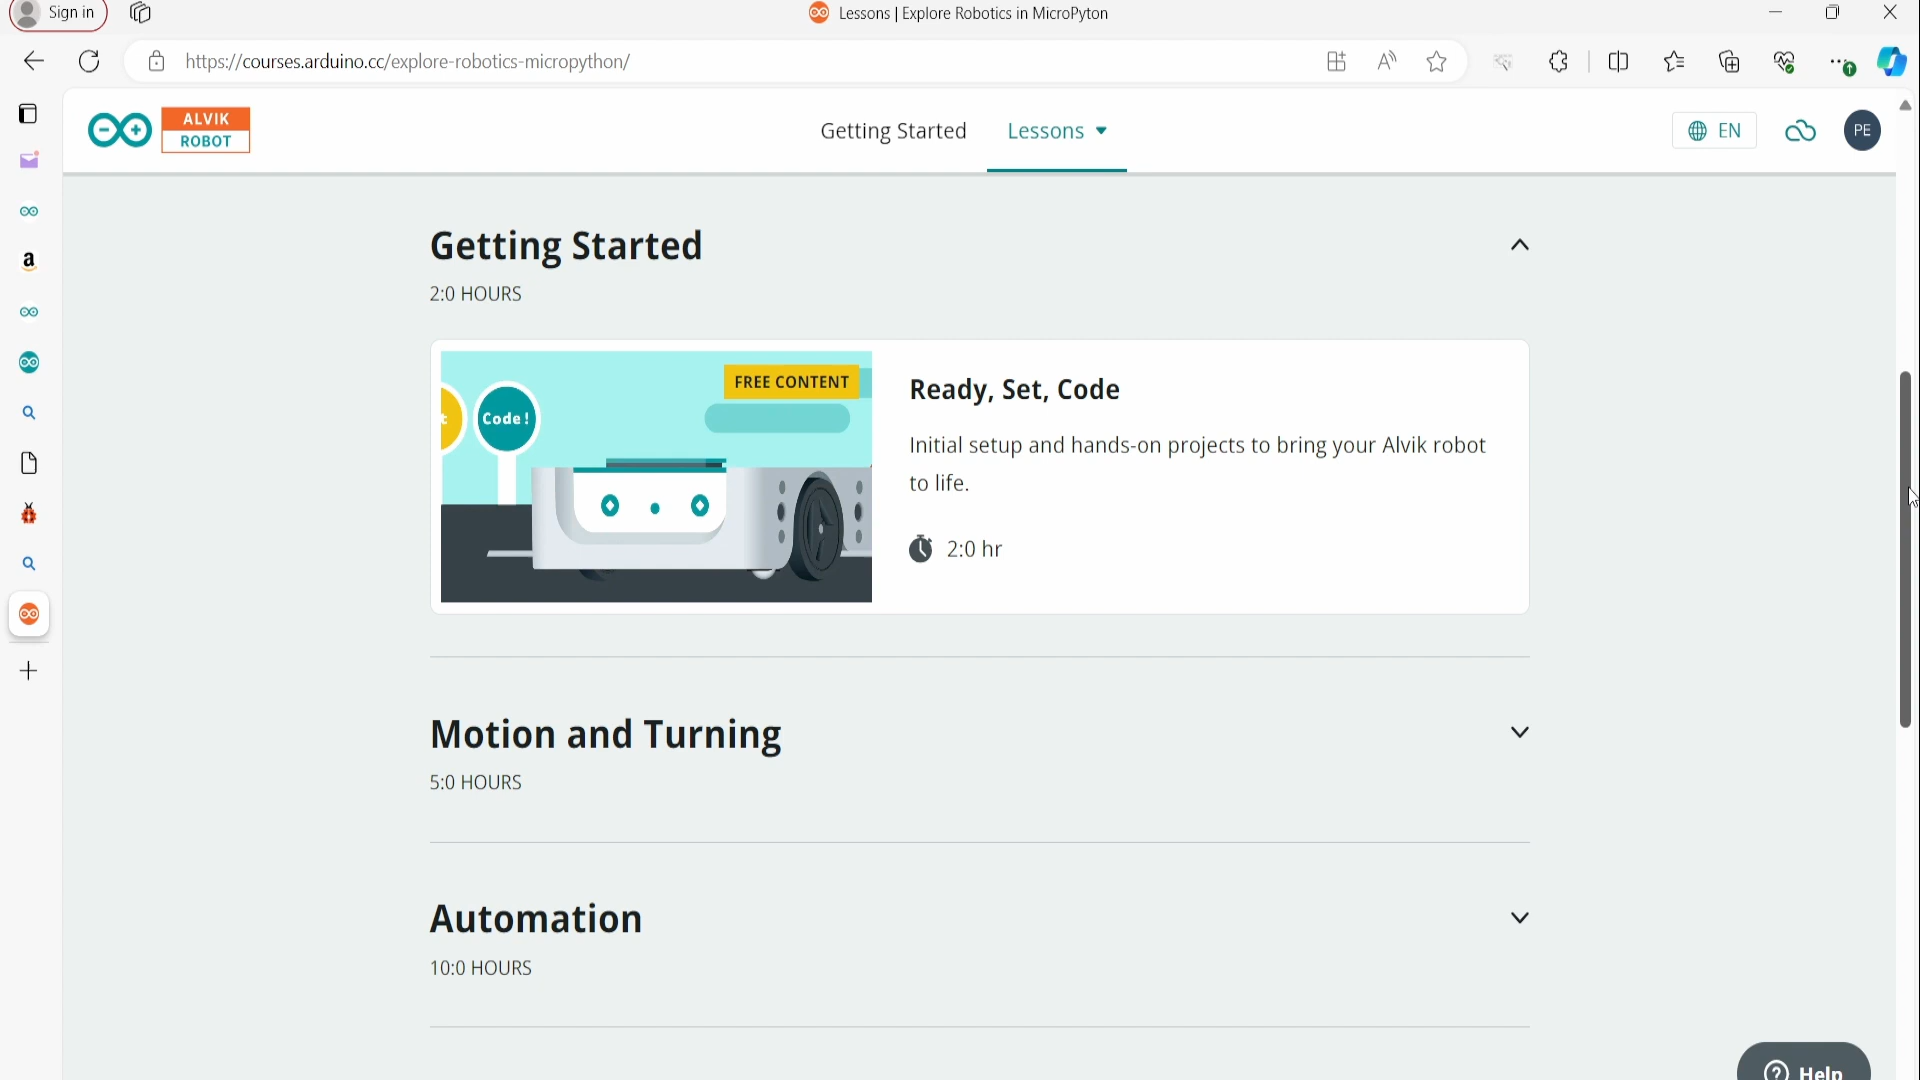 Sign in
Lessons | Explore Robotics in MicroPyton
https://courses.arduino.cc/explore-robotics-micropython/
ALVIK
ROBOT
Getting Started
Lessons
EN
PE
a
Getting Started
2:0 HOURS
FREE CONTENT
t
Code!
Ready, Set, Code
Initial setup and hands-on projects to bring your Alvik robot
to life.
2:0 hr
Motion and Turning
5:0 HOURS
Automation
10:0 HOURS
Help